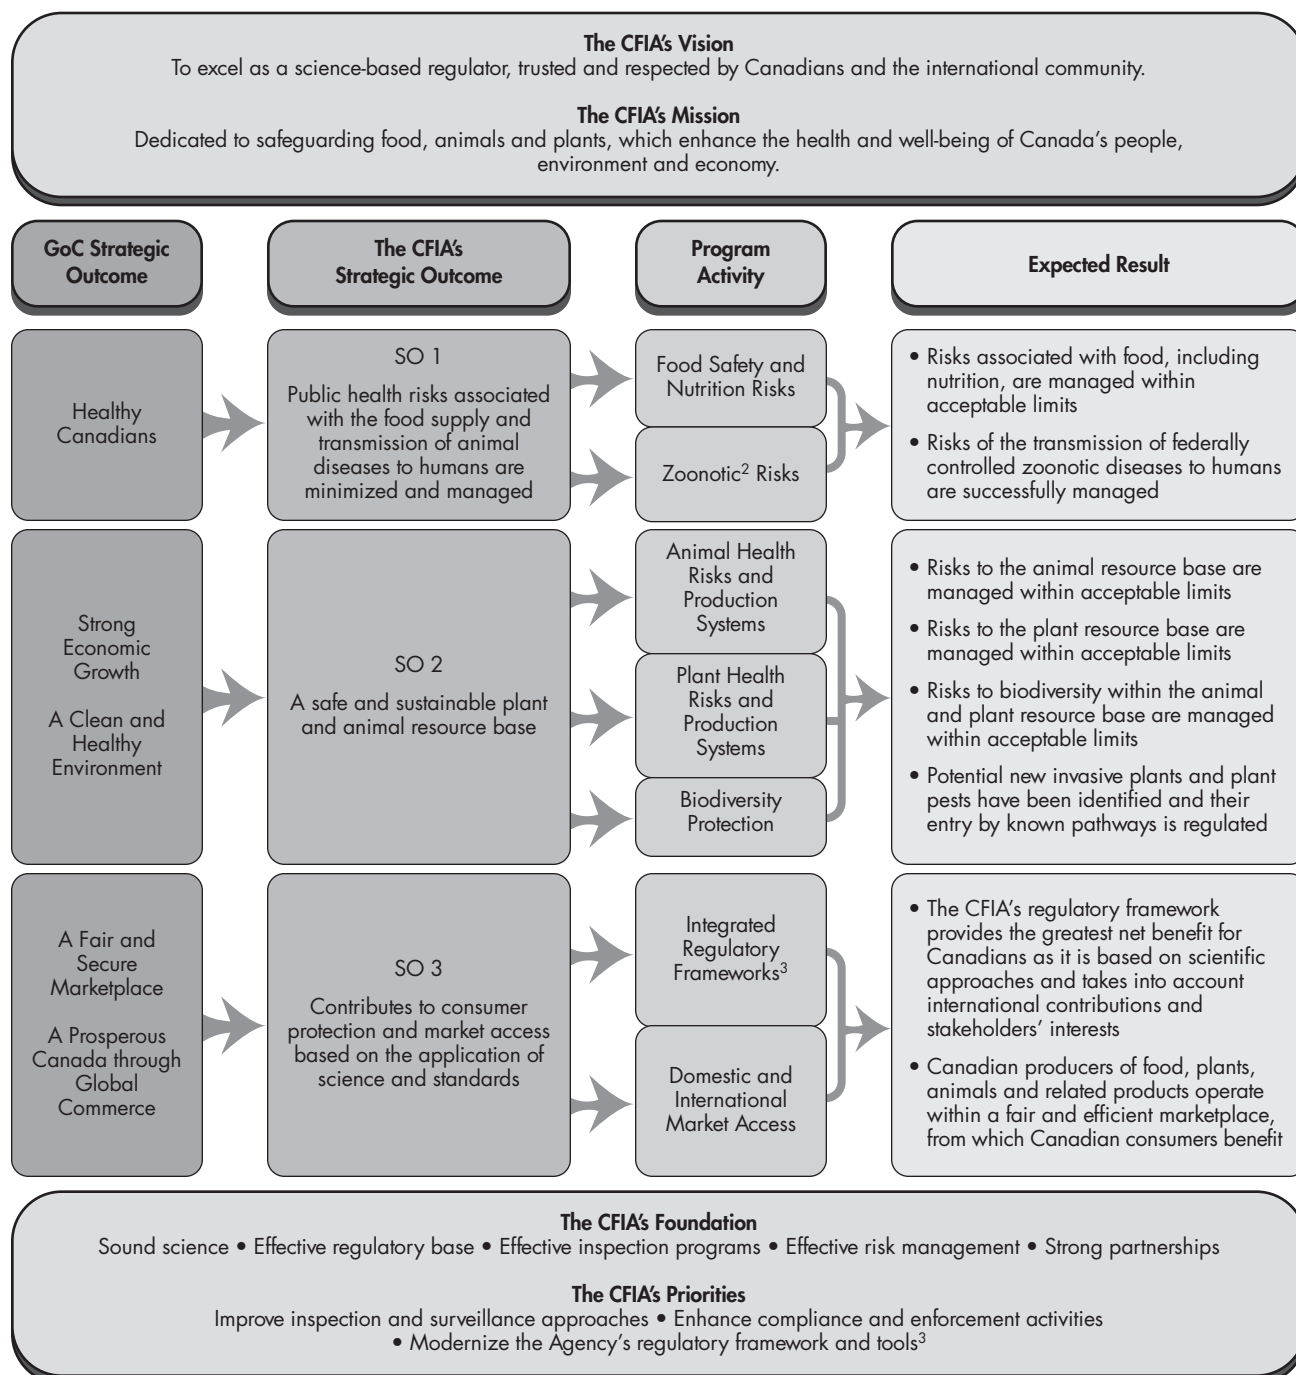 The CFIA's Vision
To excel as a science-based regulator, trusted and respected by Canadians and the international community.
The CFIA's Mission
Dedicated to safeguarding food, animals and plants, which enhance the health and well-being of Canada's people,
environment and economy.
GoC Strategic
Outcome
The CFIA's
Strategic Outcome
Program
Activity
Expected Result
Healthy
Canadians
SO 1
Public health risks associated
with the food supply and
transmission of animal
diseases to humans are
minimized and managed
Food Safety and
Nutrition Risks
Zoonotic² Risks
• Risks associated with food, including
nutrition, are managed within
acceptable limits
• Risks of the transmission of federally
controlled zoonotic diseases to humans
are successfully managed
Strong
Economic
Growth
A Clean and
Healthy
Environment
SO 2
A safe and sustainable plant
and animal resource base
Animal Health
Risks and
Production
Systems
Plant Health
Risks and
Production
Systems
Biodiversity
Protection
• Risks to the animal resource base are
managed within acceptable limits
• Risks to the plant resource base are
managed within acceptable limits
• Risks to biodiversity within the animal
and plant resource base are managed
within acceptable limits
• Potential new invasive plants and plant
pests have been identified and their
entry by known pathways is regulated
A Fair and
Secure
Marketplace
A Prosperous
Canada through
Global
Commerce
SO 3
Contributes to consumer
protection and market access
based on the application of
science and standards
Integrated
Regulatory
Frameworks³
Domestic and
International
Market Access
• The CFIA's regulatory framework
provides the greatest net benefit for
Canadians as it is based on scientific
approaches and takes into account
international contributions and
stakeholders' interests
• Canadian producers of food, plants,
animals and related products operate
within a fair and efficient marketplace,
from which Canadian consumers benefit
The CFIA's Foundation
Sound science • Effective regulatory base • Effective inspection programs • Effective risk management • Strong partnerships
The CFIA's Priorities
Improve inspection and surveillance approaches • Enhance compliance and enforcement activities
• Modernize the Agency's regulatory framework and tools³